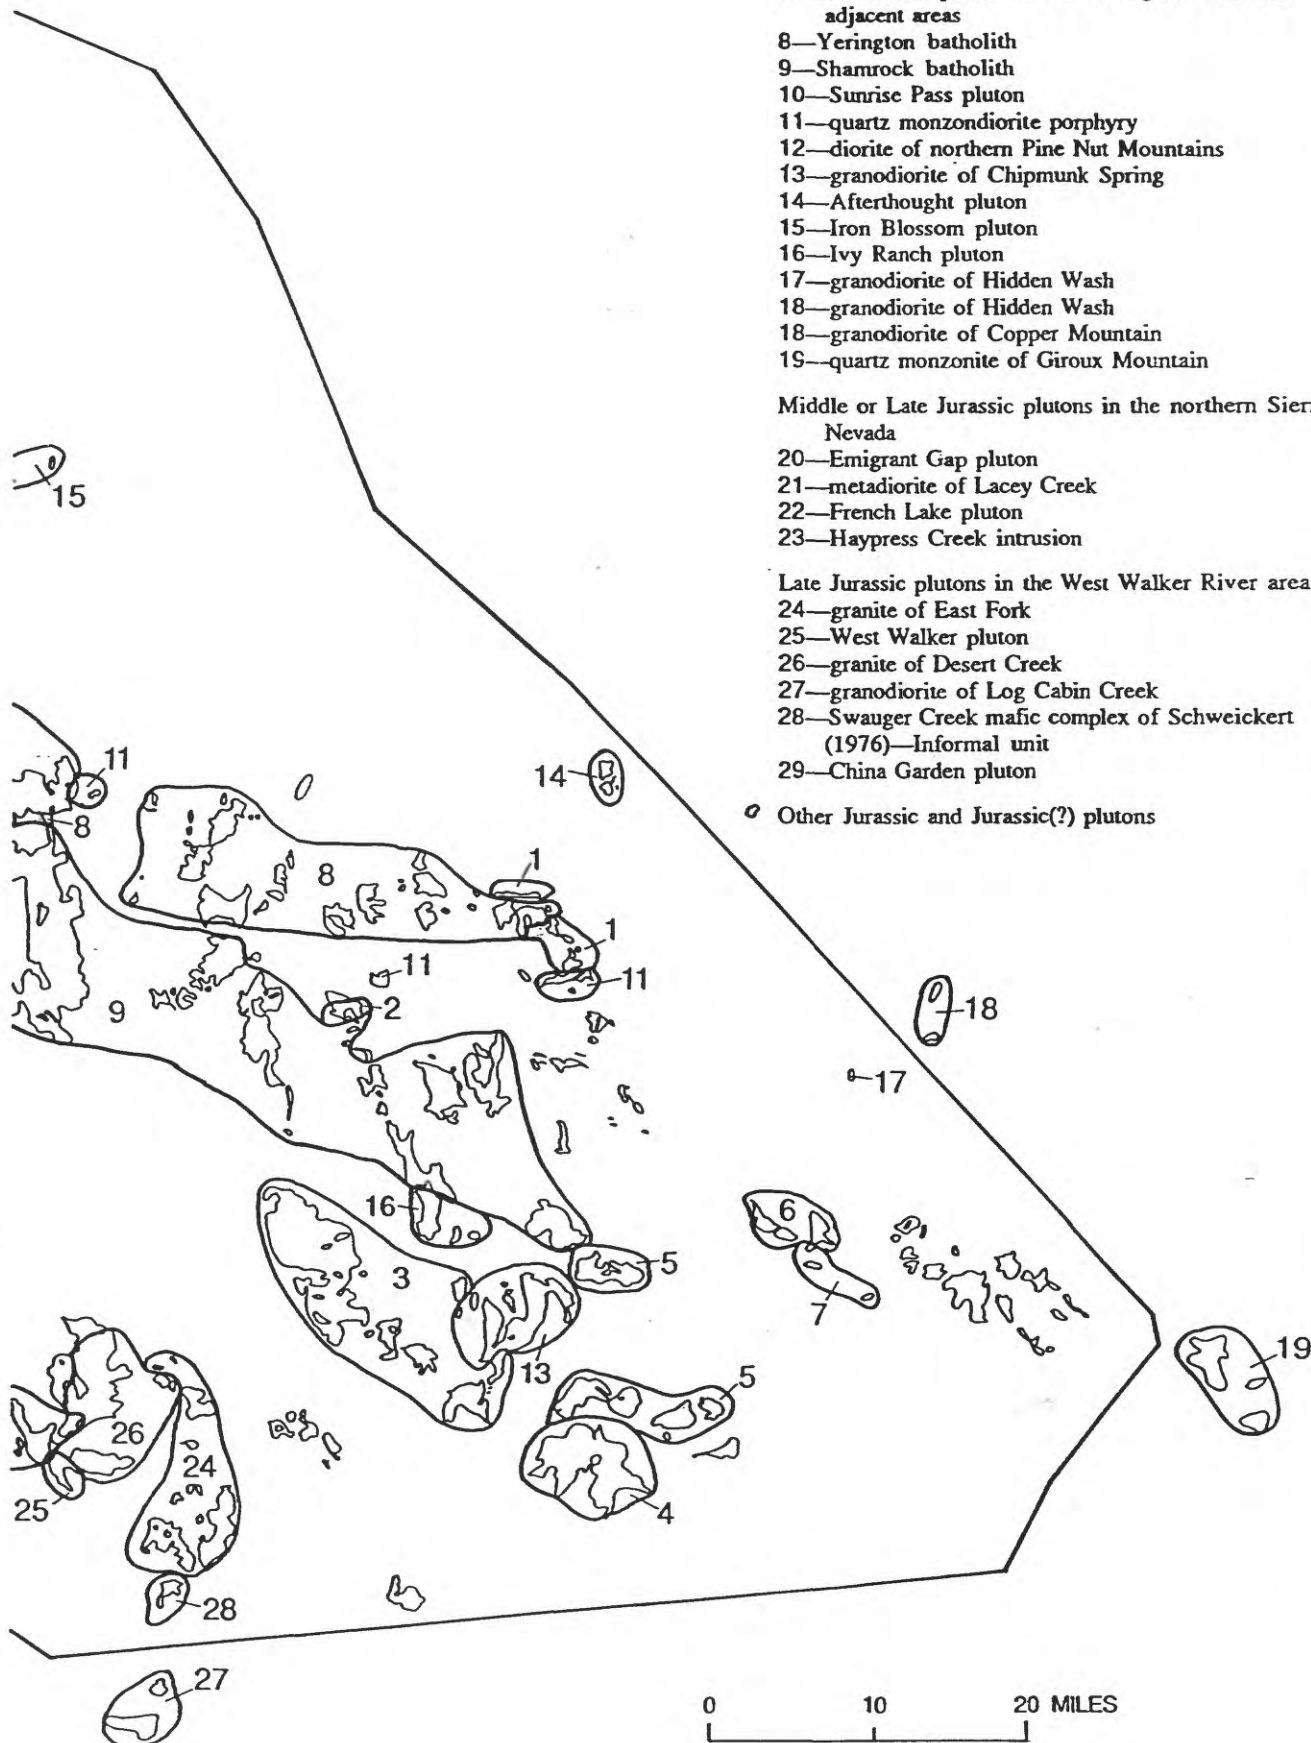 adjacent areas
8—Yerington batholith
9—Shamrock batholith
10—Sunrise Pass pluton
11—quartz monzondiorite porphyry
12—diorite of northern Pine Nut Mountains
13—granodiorite of Chipmunk Spring
14—Afterthought pluton
15—Iron Blossom pluton
16—Ivy Ranch pluton
17—granodiorite of Hidden Wash
18—granodiorite of Hidden Wash
18—granodiorite of Copper Mountain
19—quartz monzonite of Giroux Mountain
Middle or Late Jurassic plutons in the northern Sier
Nevada
20—Emigrant Gap pluton
21—metadiorite of Lacey Creek
22—French Lake pluton
23—Haypress Creek intrusion
Late Jurassic plutons in the West Walker River area
24—granite of East Fork
25—West Walker pluton
26—granite of Desert Creek
27—granodiorite of Log Cabin Creek
28—Swauger Creek mafic complex of Schweickert
(1976)—Informal unit
29—China Garden pluton
Other Jurassic and Jurassic(?) plutons
15
11
14
8
8
1
1
11
11
2
9
18
17
16
6
5
3
7
13
19
5
26
24
25
4
28
27
0 10 20 MILES